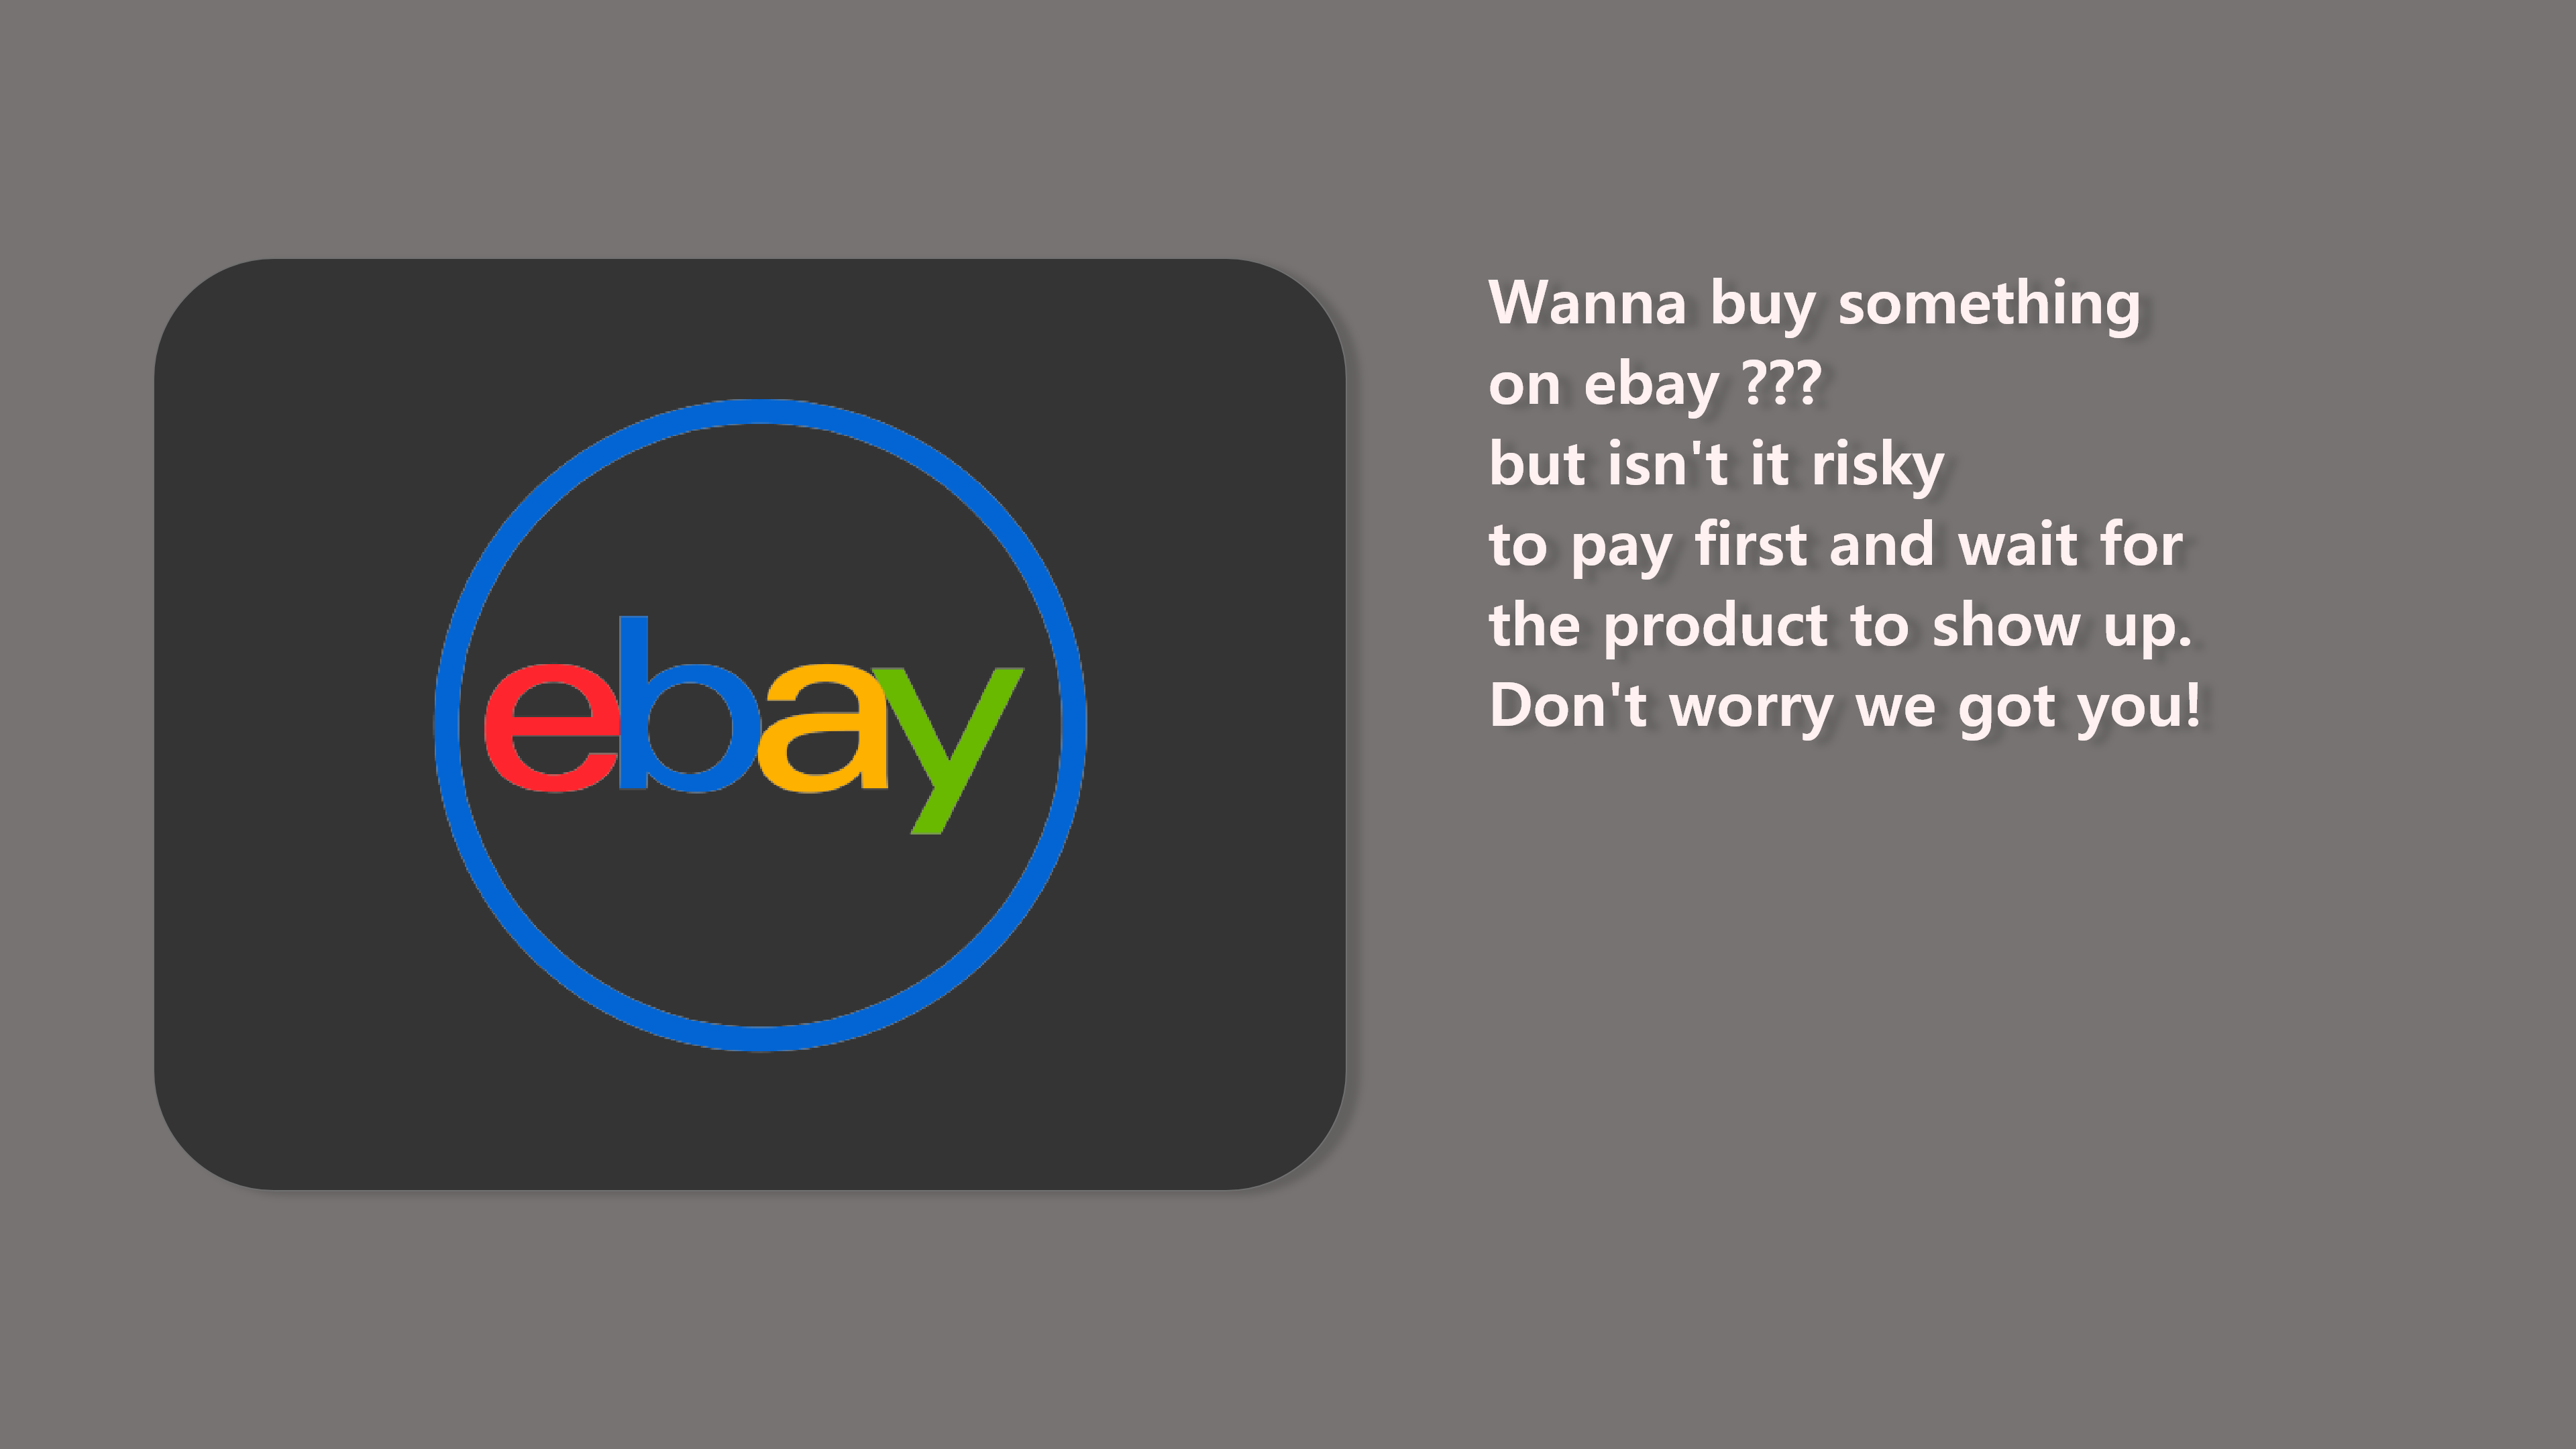 ebay
Wanna buy something
on ebay ???
but isn't it risky
to pay first and wait for
the product to show up.
Don't worry we got you!